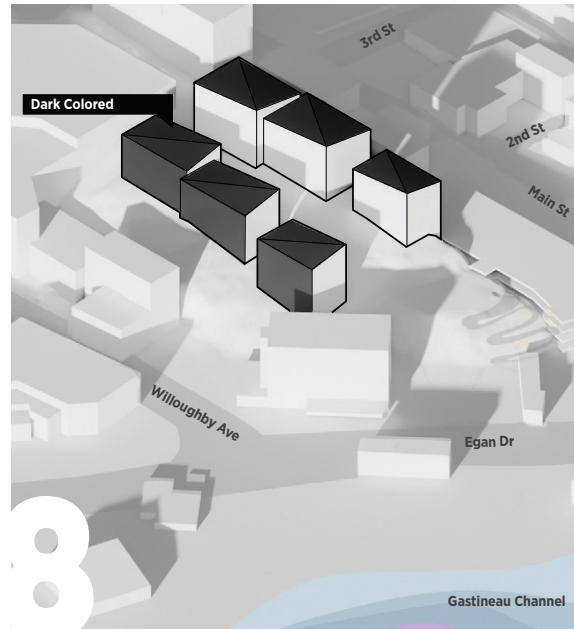 3rd St
Dark Colored
2nd St
Main St
Willoughby Ave
Egan Dr
8
Gastineau Channel